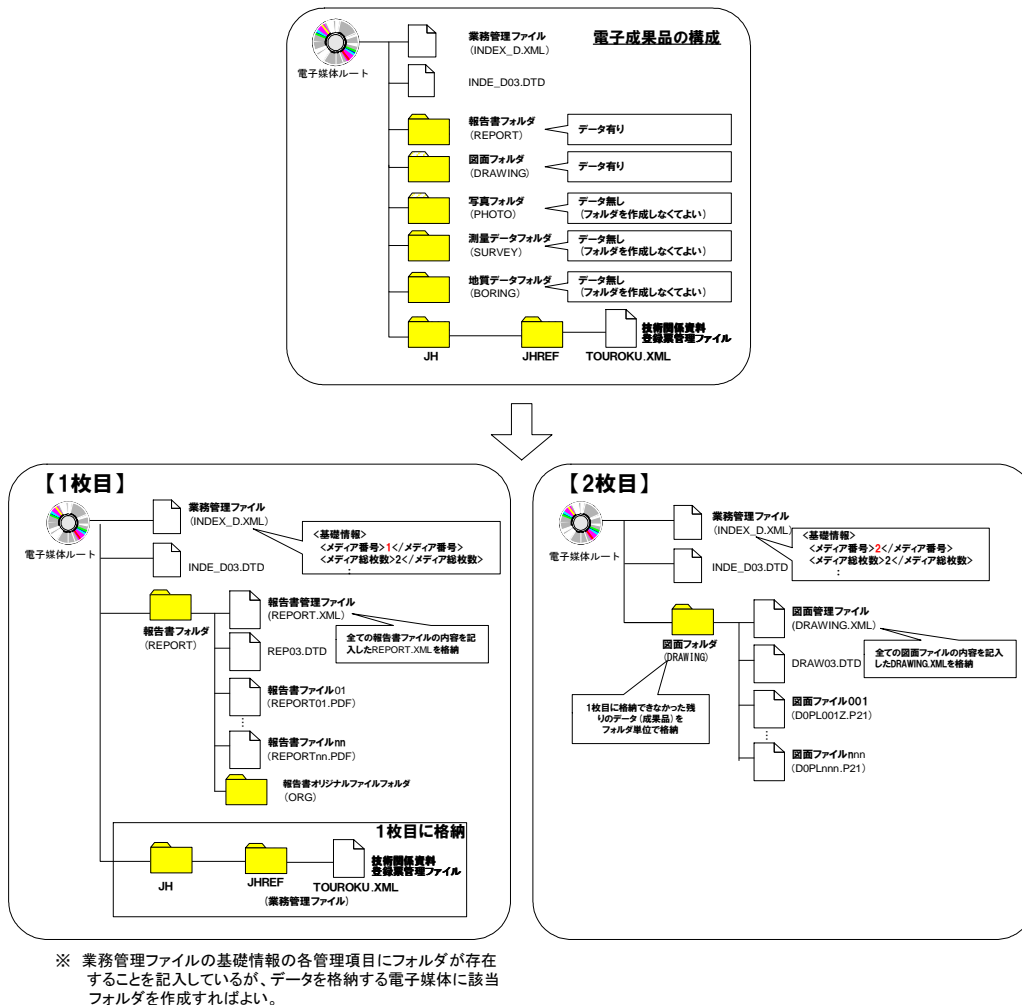 電子成果品の構成
電子媒体ルート
業務管理ファイル
(INDEX_D.XML)
INDE_D03.DTD
報告書フォルダ
(REPORT)
データ有り
図面フォルダ
(DRAWING)
データ有り
写真フォルダ
(PHOTO)
データ無し
(フォルダを作成しなくてよい)
測量データフォルダ
(SURVEY)
データ無し
(フォルダを作成しなくてよい)
地質データフォルダ
(BORING)
データ無し
(フォルダを作成しなくてよい)
JH
JHREF
技術関係資料
登録票管理ファイル
TOUROKU.XML
【1枚目】
電子媒体ルート
業務管理ファイル
(INDEX_D.XML)
<基礎情報>
<メディア番号>1</メディア番号>
<メディア総枚数>2</メディア総枚数>
:
INDE_D03.DTD
報告書フォルダ
(REPORT)
報告書管理ファイル
(REPORT.XML)
全ての報告書ファイルの内容を記
入したREPORT.XMLを格納
REP03.DTD
報告書ファイル01
(REPORT01.PDF)
⋮
報告書ファイルnn
(REPORTnn.PDF)
報告書オリジナルファイルフォルダ
(ORG)
1枚目に格納
JH
JHREF
技術関係資料
登録票管理ファイル
TOUROKU.XML
(業務管理ファイル)
【2枚目】
電子媒体ルート
業務管理ファイル
(INDEX_D.XML)
<基礎情報>
<メディア番号>2</メディア番号>
<メディア総枚数>2</メディア総枚数>
:
INDE_D03.DTD
図面フォルダ
(DRAWING)
図面管理ファイル
(DRAWING.XML)
全ての図面ファイルの内容を記入
したDRAWING.XMLを格納
DRAW03.DTD
1枚目に格納できなかった残
りのデータ(成果品)を
フォルダ単位で格納
図面ファイル001
(D0PL001Z.P21)
⋮
図面ファイルnnn
(D0PLnnn.P21)
※ 業務管理ファイルの基礎情報の各管理項目にフォルダが存在
することを記入しているが、データを格納する電子媒体に該当
フォルダを作成すればよい。